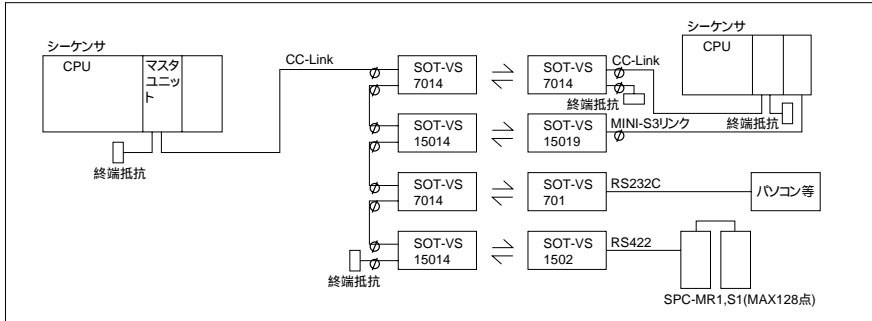 シーケンサ
CPU
マスタ
ユニッ
ト
終端抵抗
CC-Link
SOT-VS
7014
SOT-VS
7014
CC-Link
終端抵抗
シーケンサ
CPU
終端抵抗
SOT-VS
15014
SOT-VS
15019
MINI-S3リンク
SOT-VS
7014
SOT-VS
701
RS232C
パソコン等
SOT-VS
15014
終端抵抗
SOT-VS
1502
RS422
SPC-MR1,S1(MAX128点)